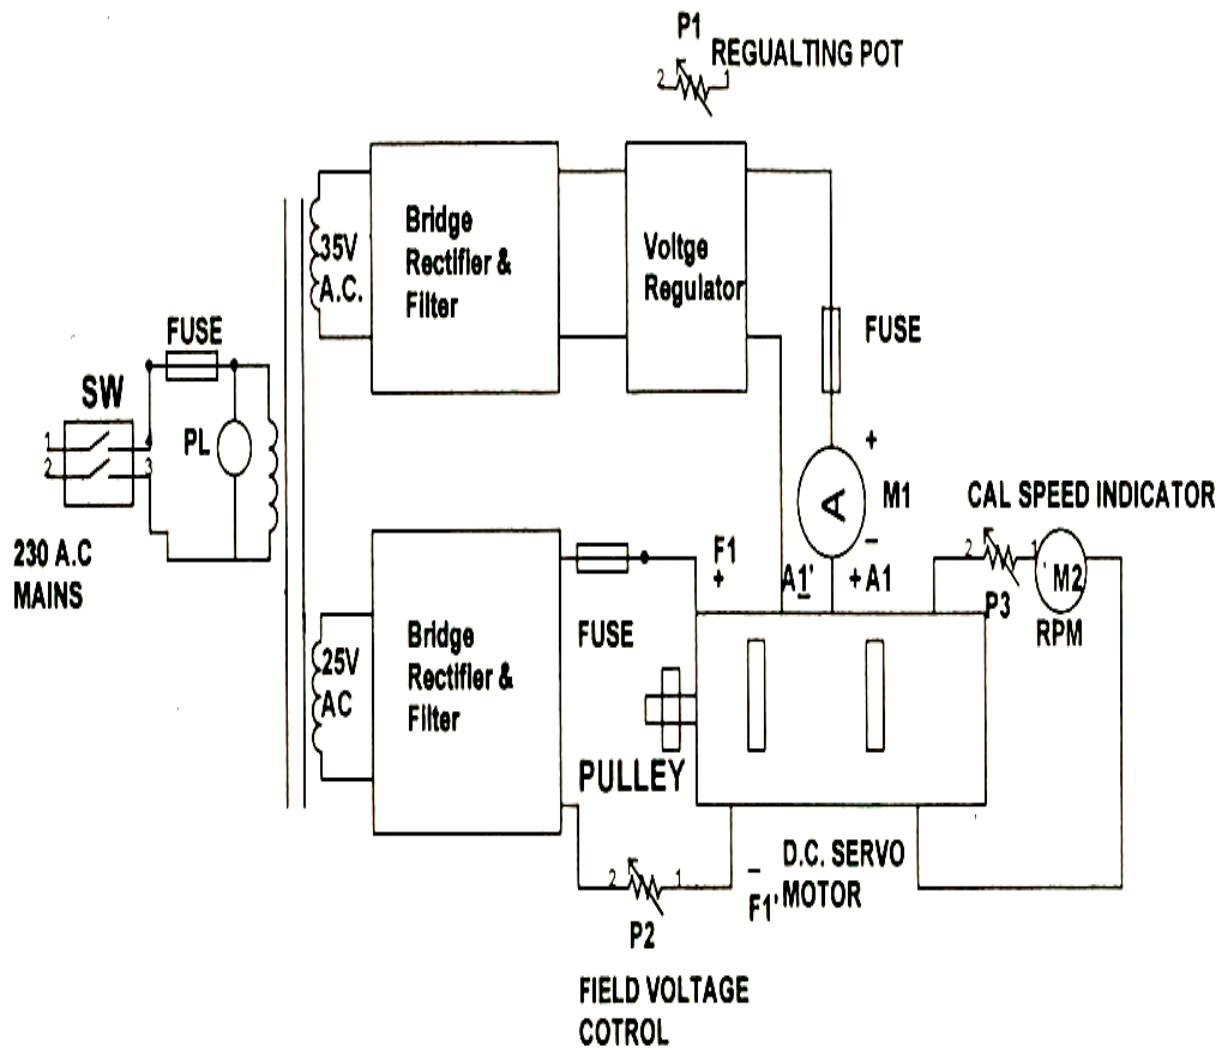 P1
REGUALTING POT
2 1
Bridge
Rectifier &
Filter
Voltge
Regulator
35V
A.C.
FUSE
FUSE
SW
PL
1
2
4
3
230 A.C
MAINS
+
A
M1
–
CAL SPEED INDICATOR
2 1
M2
P3
RPM
F1
+
A1'
–
+A1
FUSE
Bridge
Rectifier &
Filter
25V
AC
PULLEY
D.C. SERVO
MOTOR
–
F1'
2 1
P2
FIELD VOLTAGE
COTROL